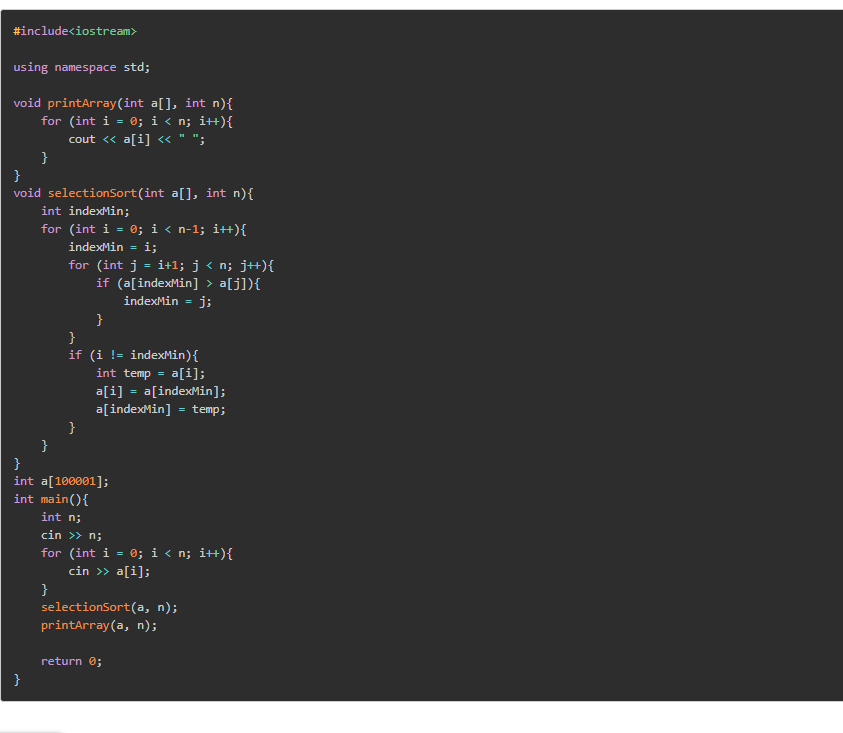 #include<iostream>
using namespace std;
void printArray(int a[], int n){
    for (int i = 0; i < n; i++){
        cout << a[i] << " ";
    }
}
void selectionSort(int a[], int n){
    int indexMin;
    for (int i = 0; i < n-1; i++){
        indexMin = i;
        for (int j = i+1; j < n; j++){
            if (a[indexMin] > a[j]){
                indexMin = j;
            }
        }
        if (i != indexMin){
            int temp = a[i];
            a[i] = a[indexMin];
            a[indexMin] = temp;
        }
    }
}
int a[100001];
int main(){
    int n;
    cin >> n;
    for (int i = 0; i < n; i++){
        cin >> a[i];
    }
    selectionSort(a, n);
    printArray(a, n);
    return 0;
}